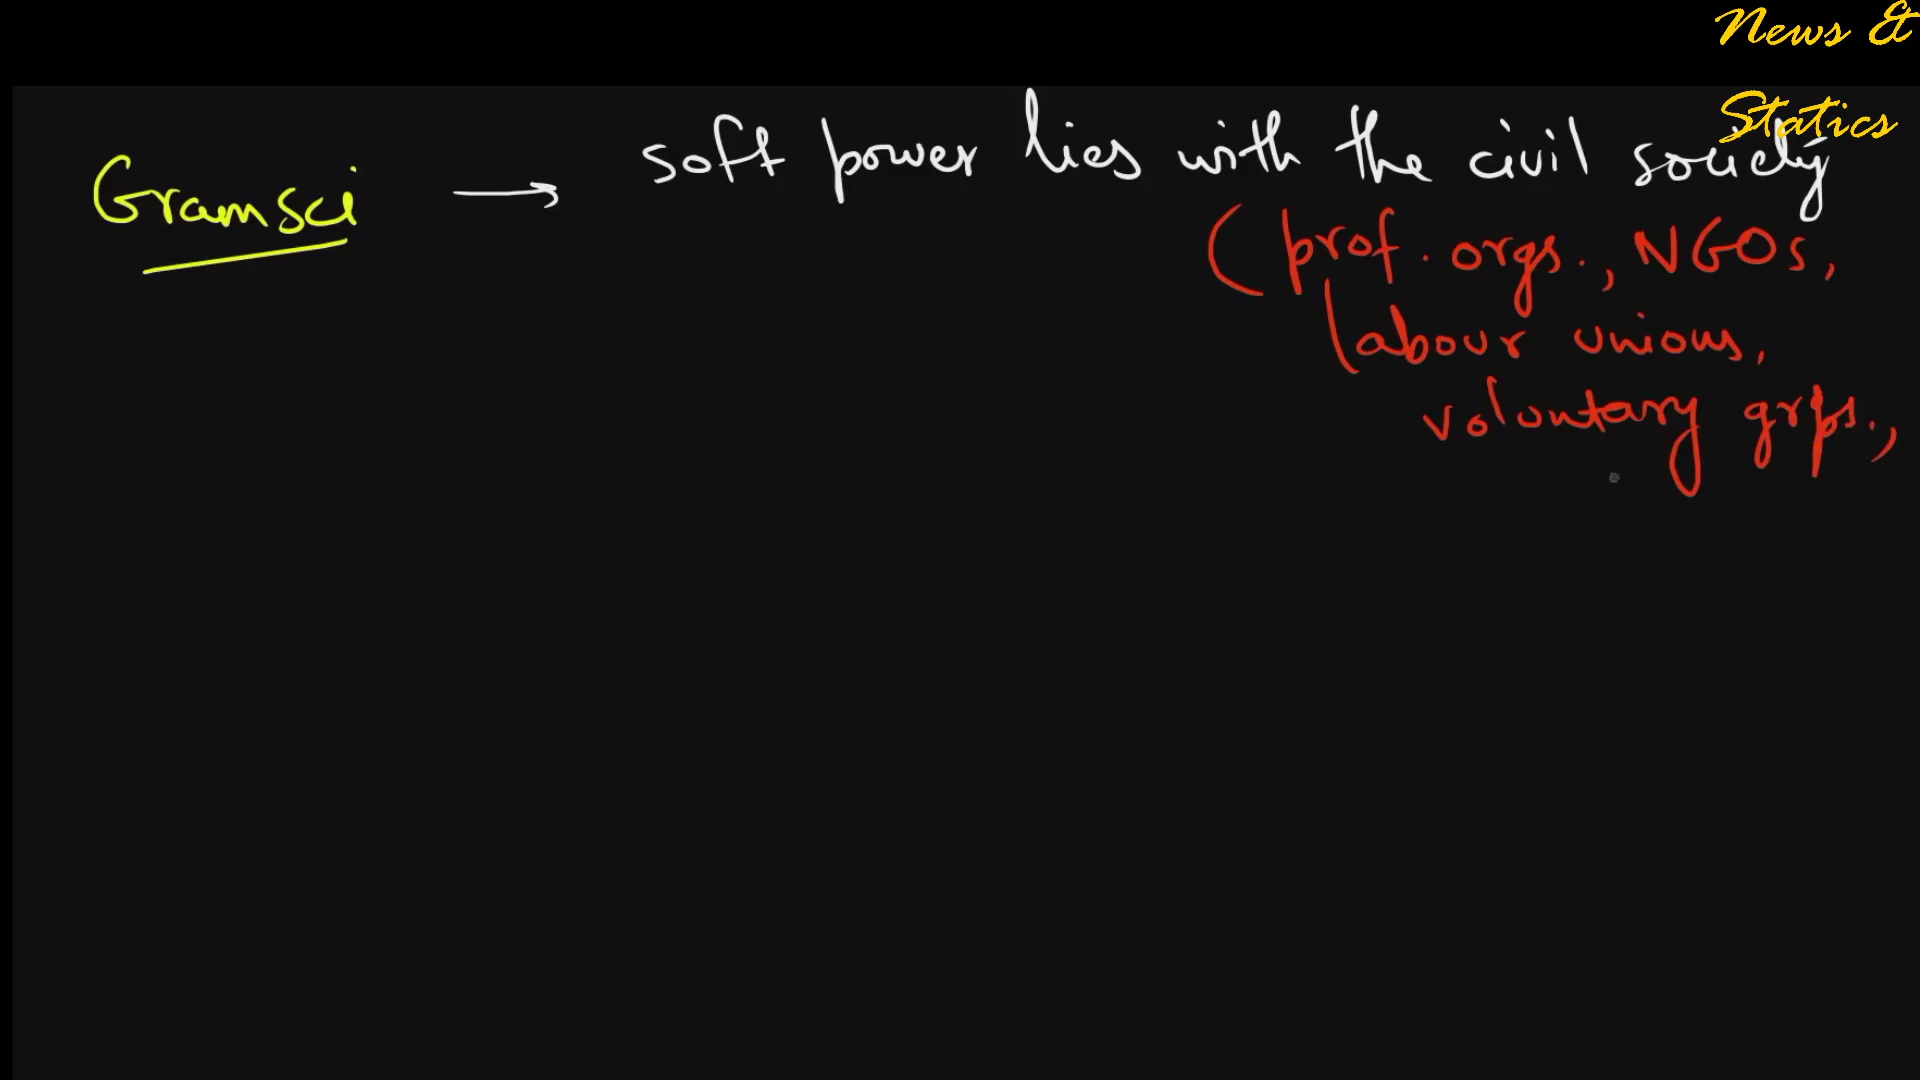 News &
Statics
Gramsci → soft power lies with the civil society
(prof. orgs., NGOs,
labour unions,
voluntary grps.,